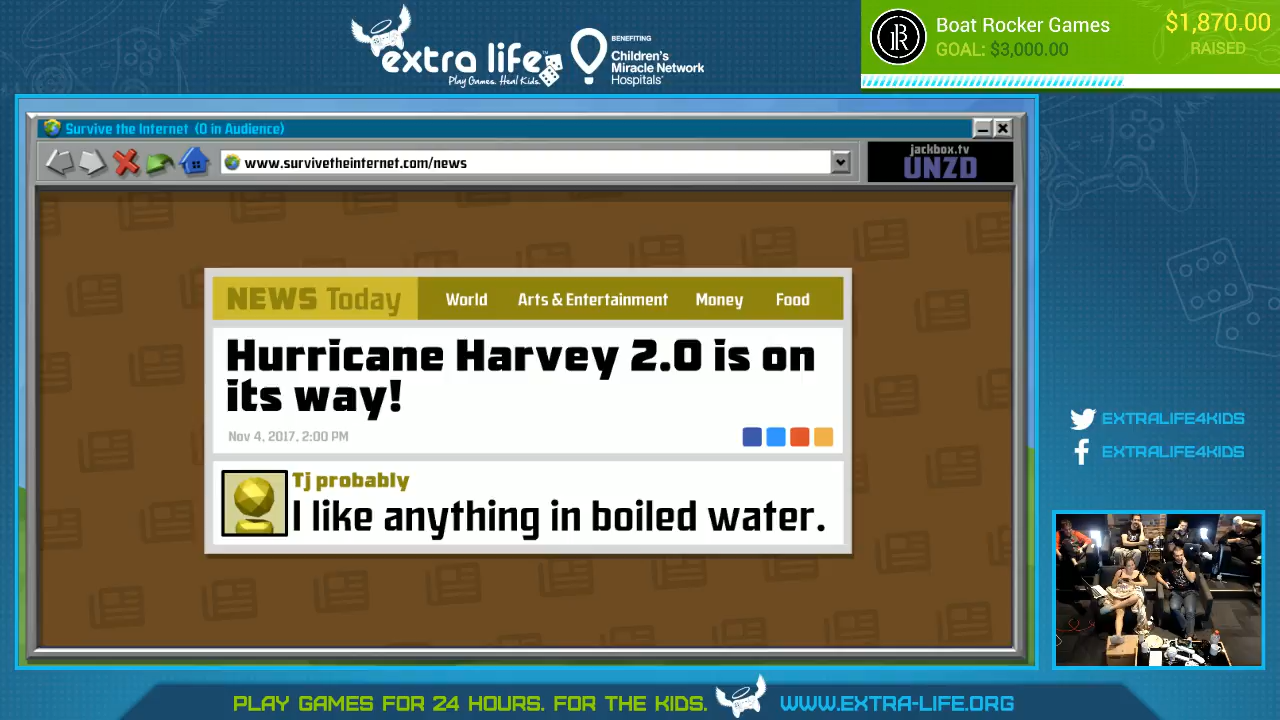 extra life
Play Games. Heal Kids.
BENEFITING
Children's
Miracle Network
Hospitals
Boat Rocker Games
GOAL: $3,000.00
$1,870.00
RAISED
Survive the Internet (0 in Audience)
www.survivetheinternet.com/news
jackbox.tv
UNZD
NEWS Today World Arts & Entertainment Money Food
Hurricane Harvey 2.0 is on
its way!
Nov 4, 2017, 2:00 PM
Tj probably
I like anything in boiled water.
EXTRALIFE4KIDS
EXTRALIFE4KIDS
PLAY GAMES FOR 24 HOURS. FOR THE KIDS. WWW.EXTRA-LIFE.ORG